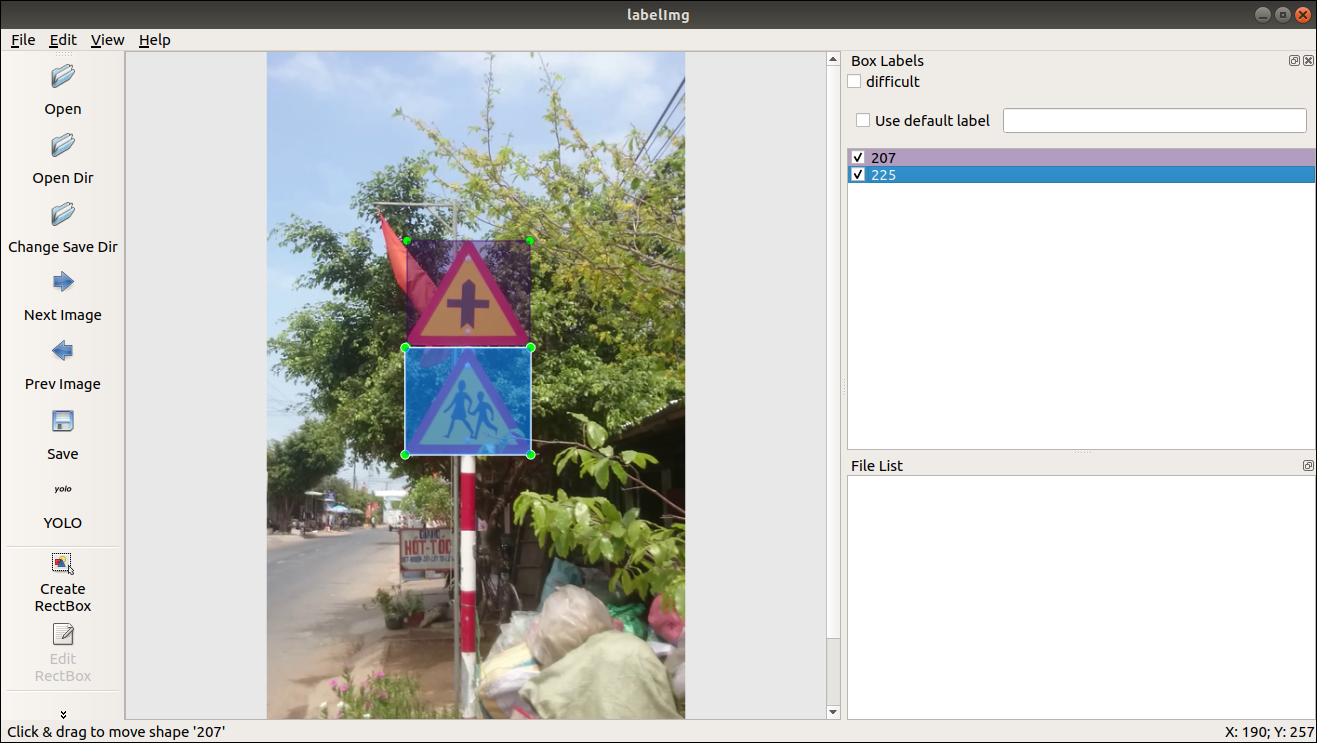 labelImg
File Edit View Help
Open
Open Dir
Change Save Dir
Next Image
Prev Image
Save
yolo
YOLO
Create
RectBox
Edit
RectBox
HÓT-TÓC
Box Labels
difficult
Use default label
207
225
File List
Click & drag to move shape '207'
X: 190; Y: 257